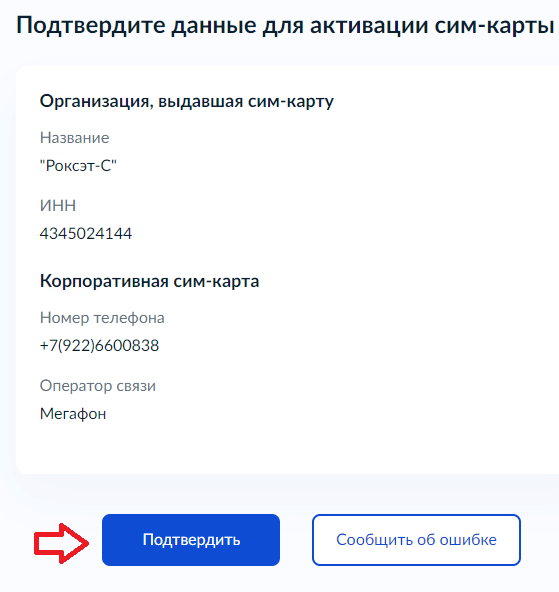 Подтвердите данные для активации сим-карты
Организация, выдавшая сим-карту
Название
"Роксэт-С"
ИНН
4345024144
Корпоративная сим-карта
Номер телефона
+7(922)6600838
Оператор связи
Мегафон
Подтвердить
Сообщить об ошибке